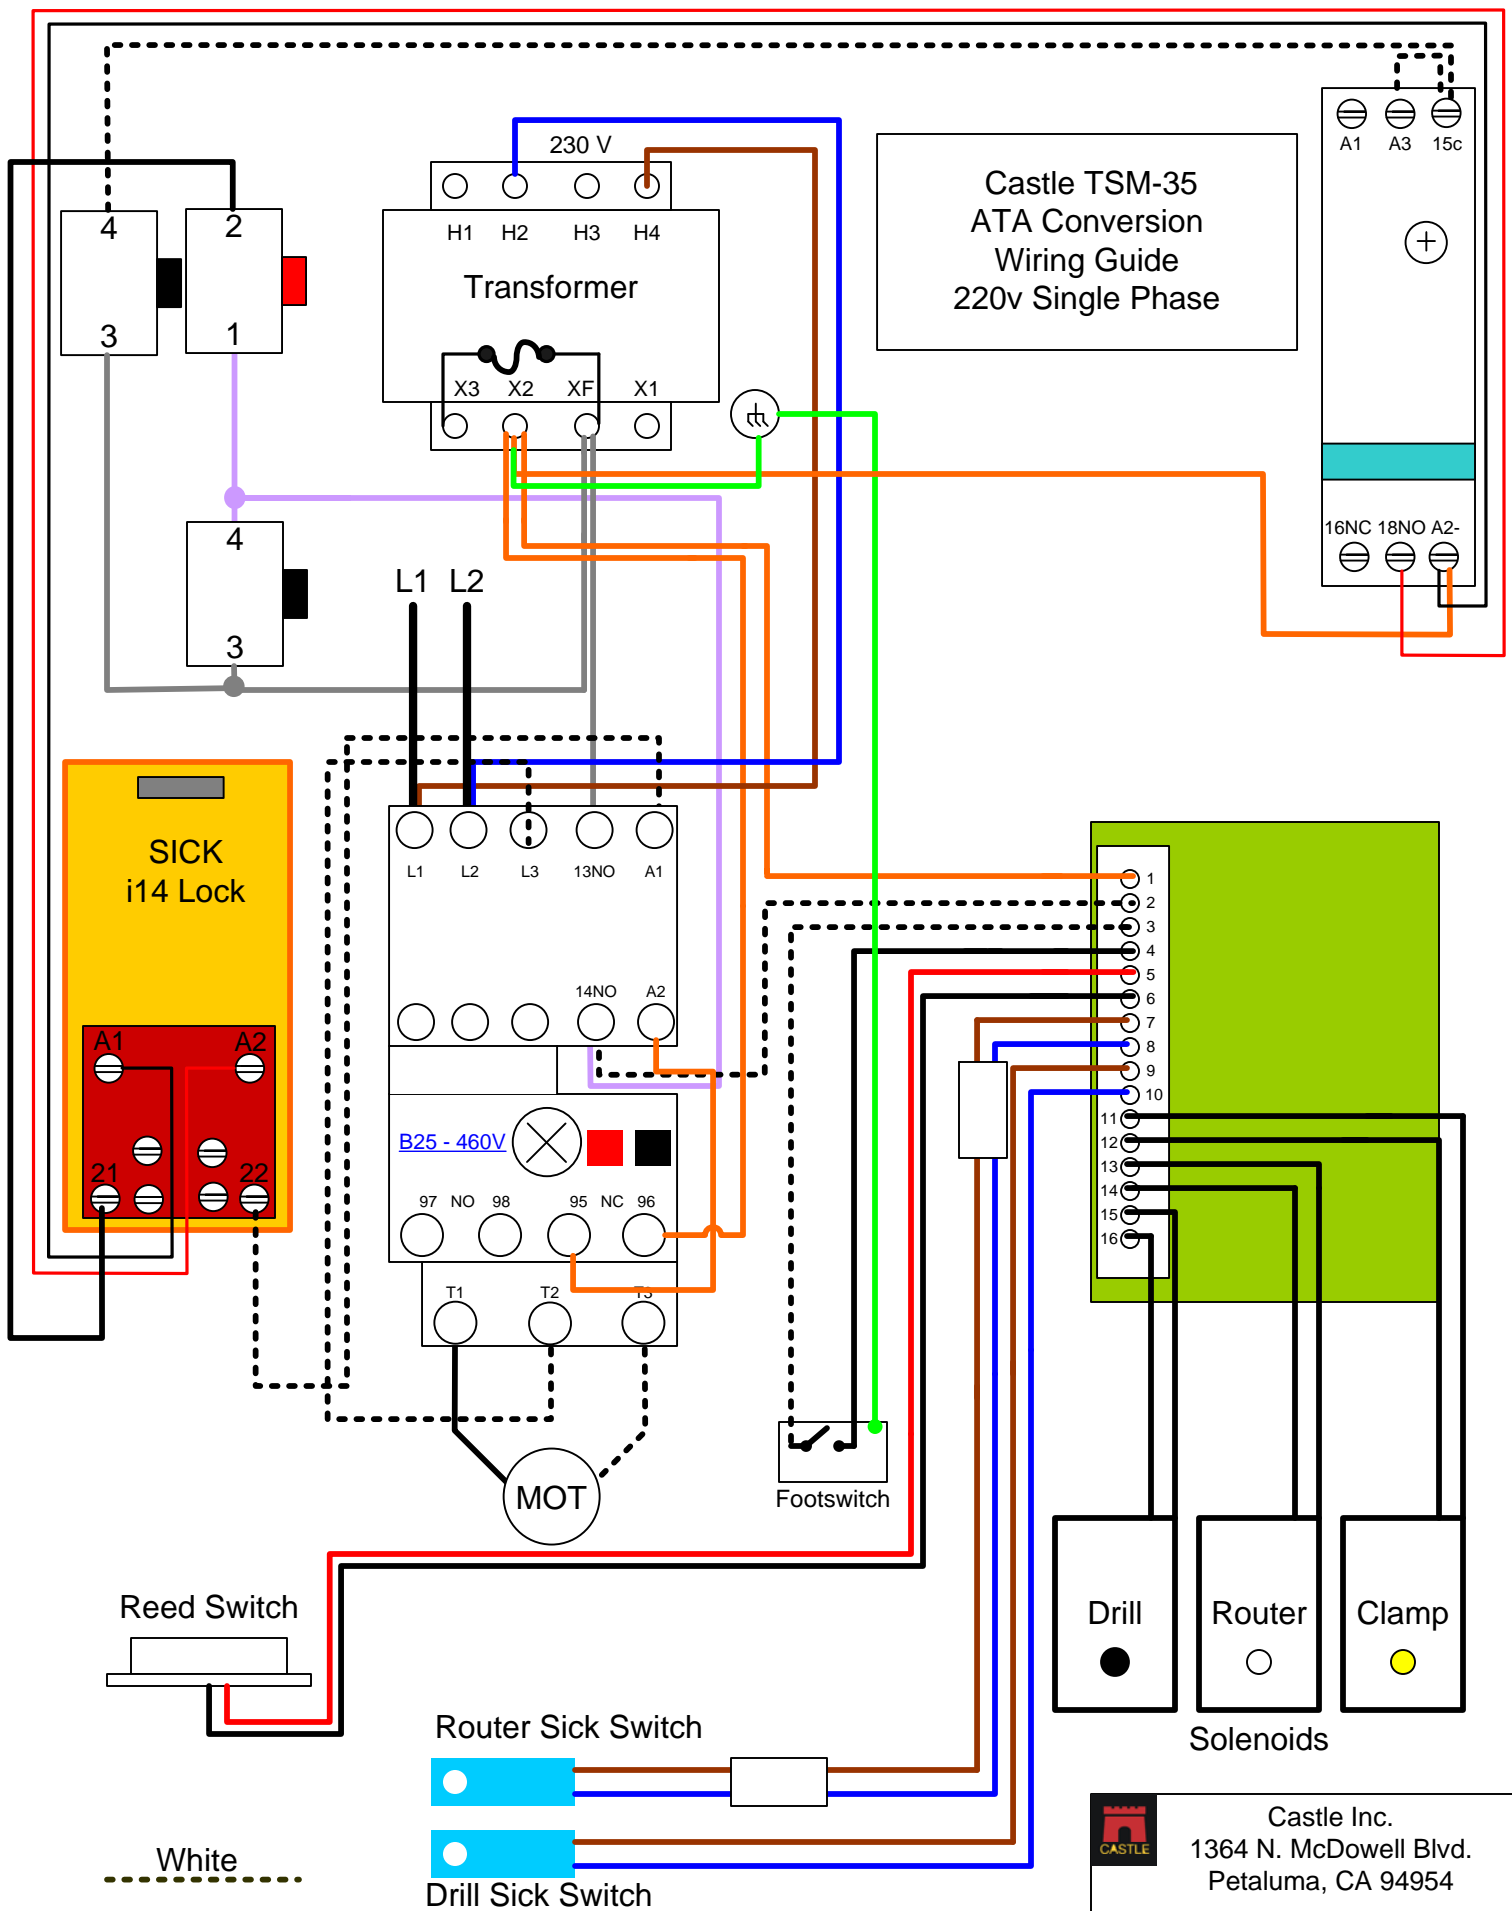 230 V
H1 H2 H3 H4
Transformer
X3 X2 XF X1
Castle TSM-35
ATA Conversion
Wiring Guide
220v Single Phase
A1 A3 15c
16NC 18NO A2-
4
3
2
1
4
3
L1 L2
SICK
i14 Lock
A1 A2
21 22
L1 L2 L3 13NO A1
14NO A2
B25 - 460V
97 NO 98 95 NC 96
T1 T2 T3
MOT
1
2
3
4
5
6
7
8
9
10
11
12
13
14
15
16
Footswitch
Reed Switch
Drill
Router
Clamp
Solenoids
Router Sick Switch
Drill Sick Switch
White
CASTLE
Castle Inc.
1364 N. McDowell Blvd.
Petaluma, CA 94954